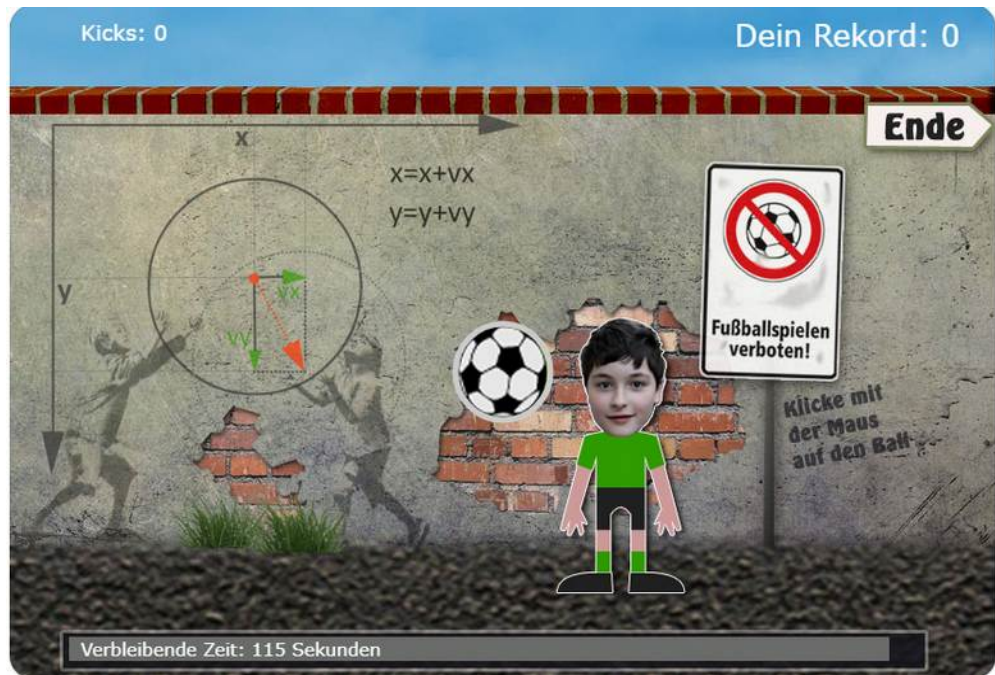 Kicks: 0
Dein Rekord: 0
Ende
x
x=x+vx
y=y+vy
y
vx
vy
Fußballspielen
verboten!
Klicke mit
der Maus
auf den Ball
Verbleibende Zeit: 115 Sekunden